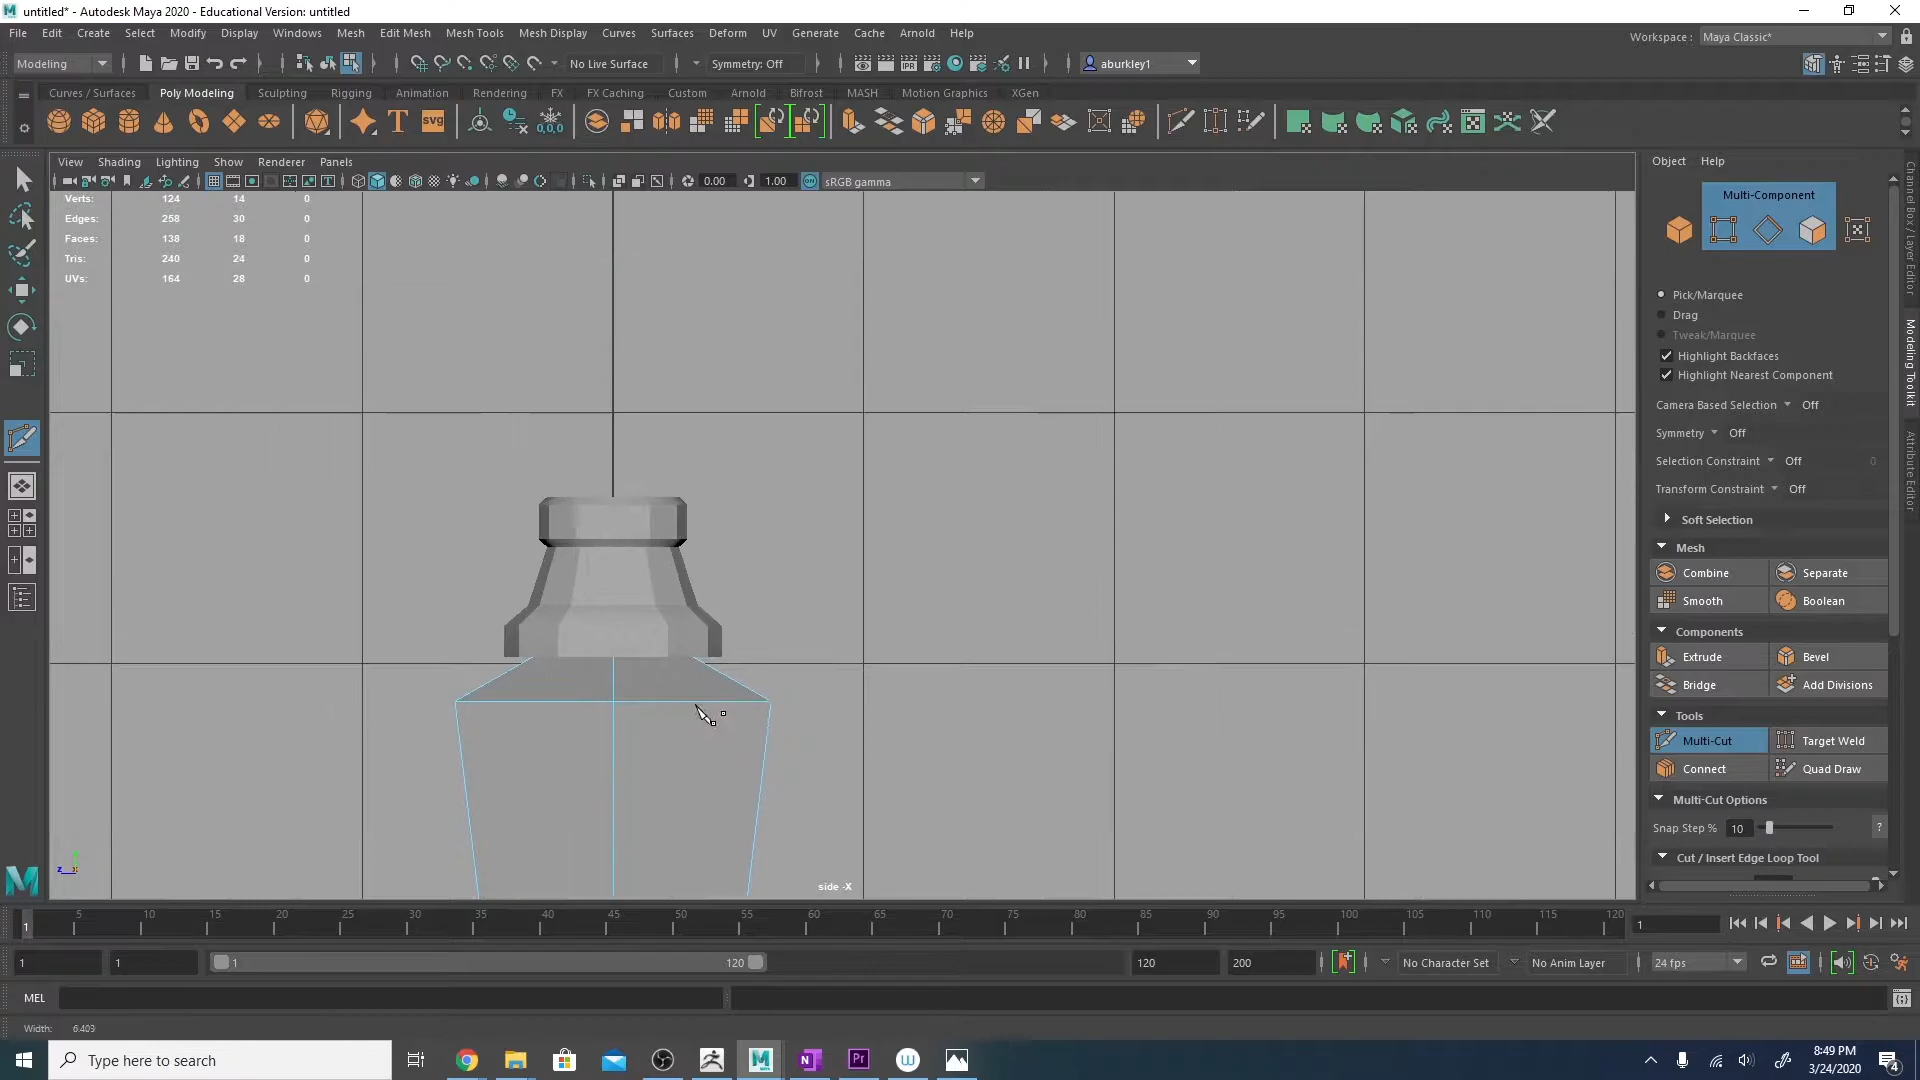 untitled* - Autodesk Maya 2020 - Educational Version: untitled
File Edit Create Select Modify Display Windows Mesh Edit Mesh Mesh Tools Mesh Display Curves Surfaces Deform UV Generate Cache Arnold Help
Workspace : Maya Classic*
Modeling No Live Surface Symmetry: Off aburkley1
Curves / Surfaces Poly Modeling Sculpting Rigging Animation Rendering FX FX Caching Custom Arnold Bifrost MASH Motion Graphics XGen
View Shading Lighting Show Renderer Panels
0.00 1.00 sRGB gamma
Verts: 124 14 0
Edges: 258 30 0
Faces: 138 18 0
Tris: 240 24 0
UVs: 164 28 0
side -X
Object Help
Multi-Component
Pick/Marquee
Drag
Tweak/Marquee
Highlight Backfaces
Highlight Nearest Component
Camera Based Selection Off
Symmetry Off
Selection Constraint Off 0
Transform Constraint Off
Soft Selection
Mesh
Combine Separate
Smooth Boolean
Components
Extrude Bevel
Bridge Add Divisions
Tools
Multi-Cut Target Weld
Connect Quad Draw
Multi-Cut Options
Snap Step % 10 ?
Cut / Insert Edge Loop Tool
Channel Box / Layer Editor
Modeling Toolkit
Attribute Editor
5 10 15 20 25 30 35 40 45 50 55 60 65 70 75 80 85 90 95 100 105 110 115 120
1 1
1 1 1 120 120 200 No Character Set No Anim Layer 24 fps
MEL
Width: 6.403
Type here to search
8:49 PM
3/24/2020
4